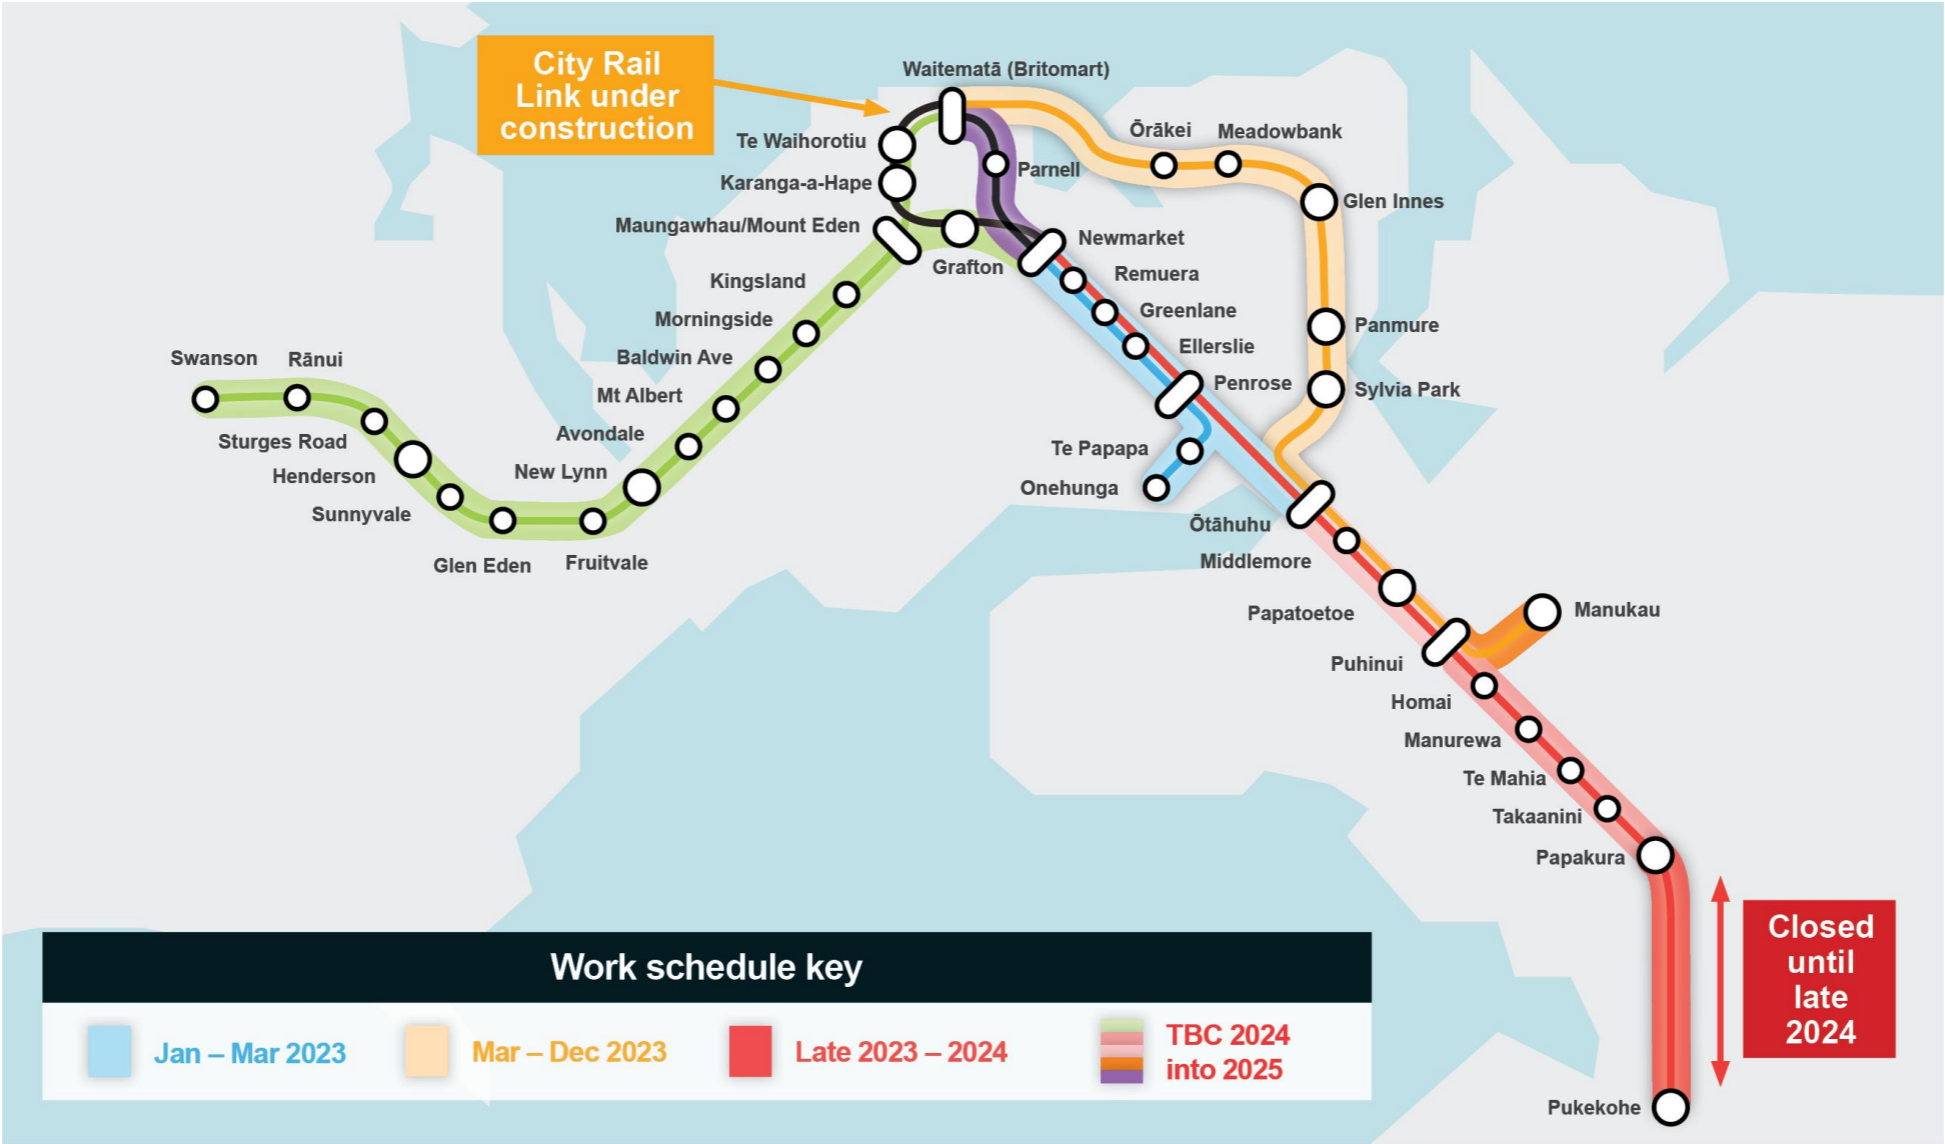 City Rail
Link under
construction
Waitematā (Britomart)
Te Waihorotiu
Karanga-a-Hape
Maungawhau/Mount Eden
Parnell
Ōrākei
Meadowbank
Glen Innes
Grafton
Newmarket
Kingsland
Remuera
Morningside
Greenlane
Panmure
Baldwin Ave
Ellerslie
Swanson
Rānui
Mt Albert
Penrose
Sylvia Park
Avondale
Sturges Road
New Lynn
Te Papapa
Henderson
Onehunga
Sunnyvale
Ōtāhuhu
Glen Eden
Fruitvale
Middlemore
Papatoetoe
Manukau
Puhinui
Homai
Manurewa
Te Mahia
Takaanini
Papakura
Closed
until
late
2024
Pukekohe
Work schedule key
Jan – Mar 2023
Mar – Dec 2023
Late 2023 – 2024
TBC 2024
into 2025